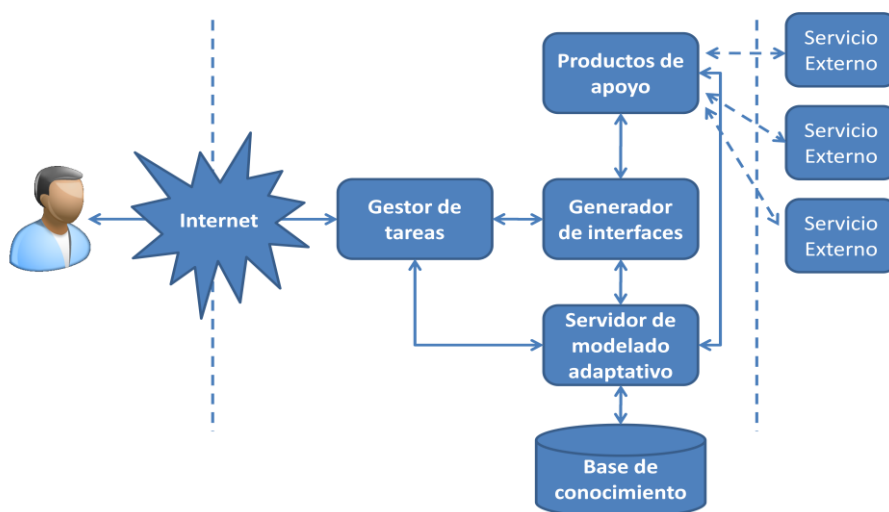 Productos de
apoyo
Servicio
Externo
Servicio
Externo
Internet
Gestor de
tareas
Generador
de interfaces
Servicio
Externo
Servidor de
modelado
adaptativo
Base de
conocimiento